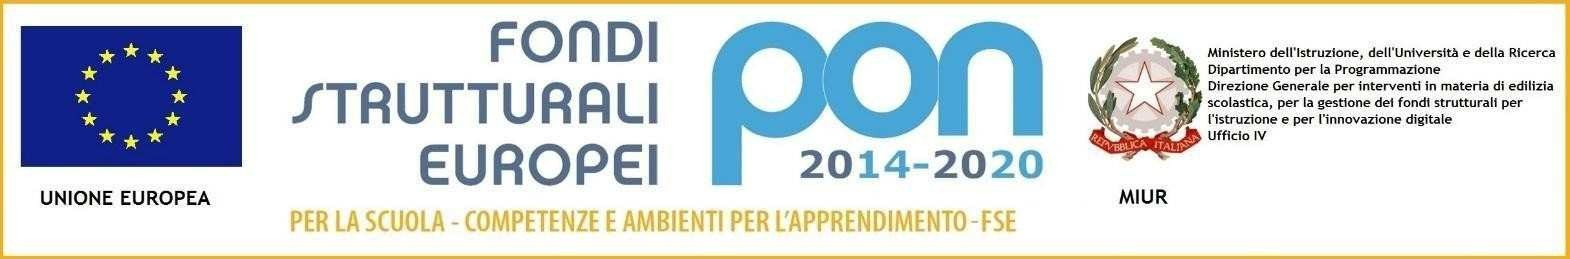 UNIONE EUROPEA
FONDI
STRUTTURALI
EUROPEI
pon
2014-2020
PER LA SCUOLA - COMPETENZE E AMBIENTI PER L'APPRENDIMENTO-FSE
REPVBBLICA ITALIANA
MIUR
Ministero dell'Istruzione, dell'Università e della Ricerca
Dipartimento per la Programmazione
Direzione Generale per interventi in materia di edilizia
scolastica, per la gestione dei fondi strutturali per
l'istruzione e per l'innovazione digitale
Ufficio IV